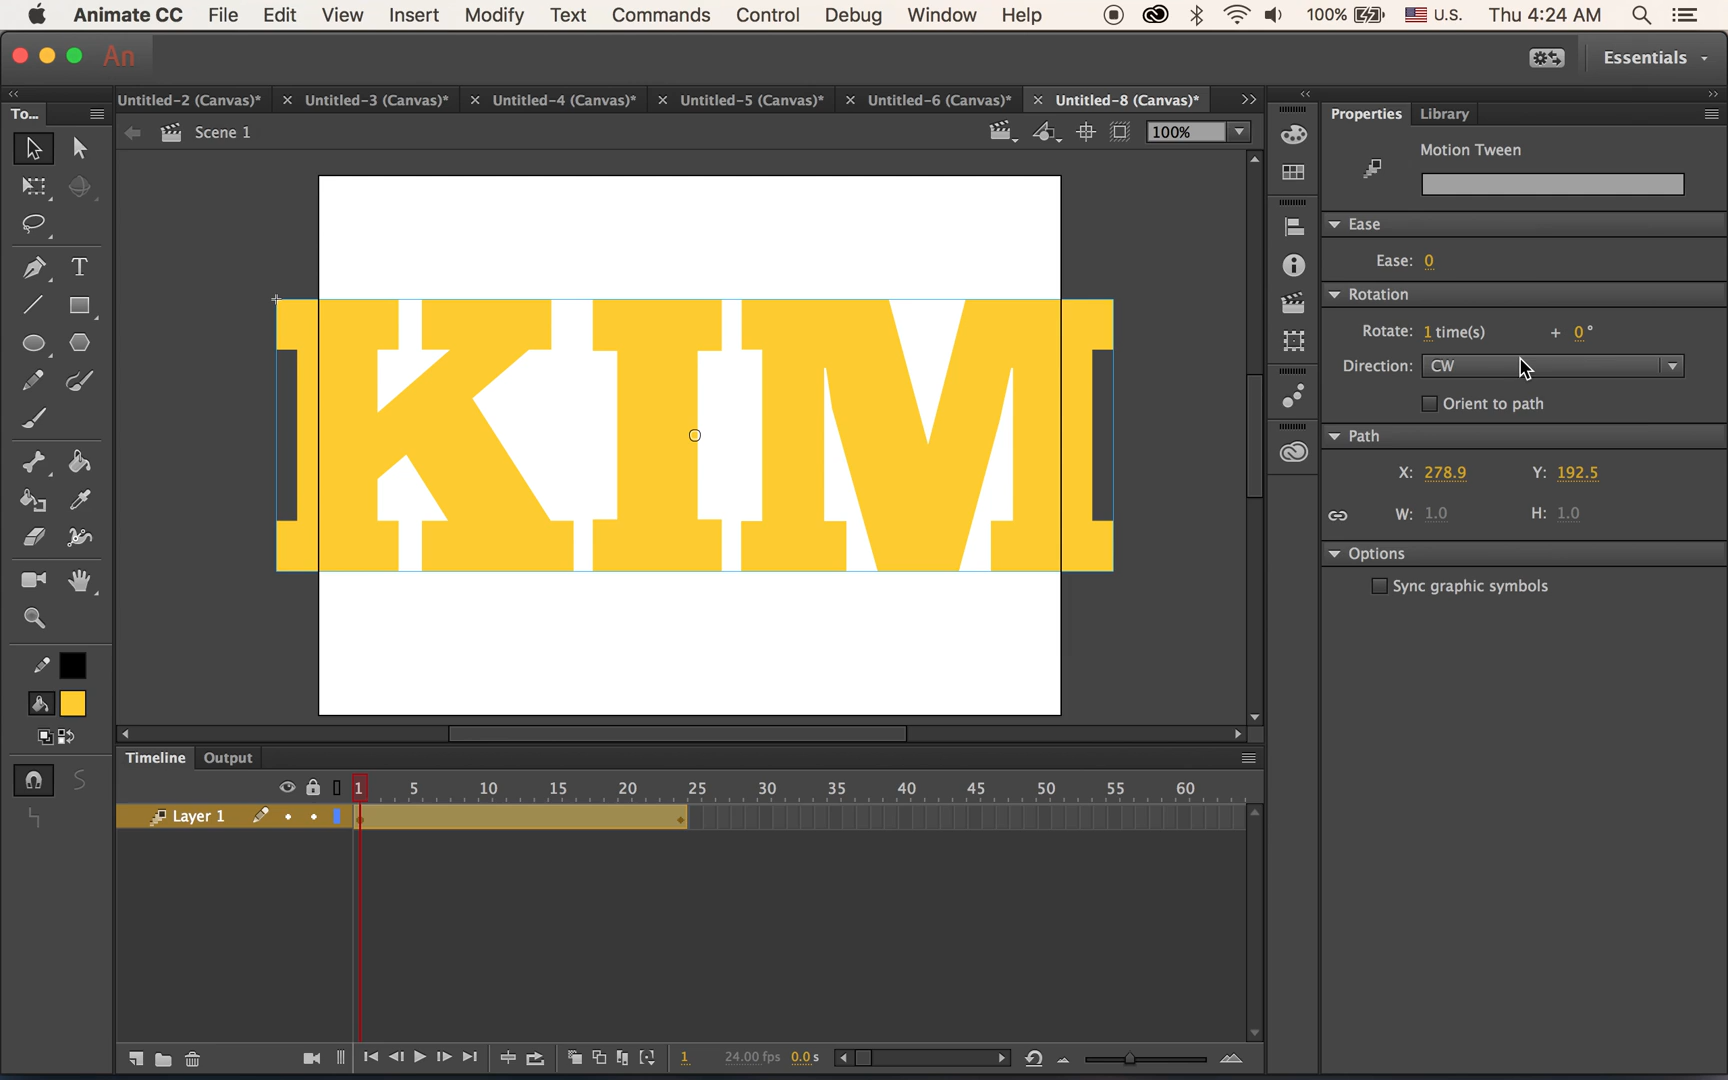 Animate CC File Edit View Insert Modify Text Commands Control Debug Window Help 100% U.S. Thu 4:24 AM
An Essentials
To... Untitled-2 (Canvas)* Untitled-3 (Canvas)* Untitled-4 (Canvas)* Untitled-5 (Canvas)* Untitled-6 (Canvas)* Untitled-8 (Canvas)* Properties Library
Scene 1 100%
Motion Tween
Ease
Ease: 0
Rotation
Rotate: 1 time(s) + 0°
Direction: CW
Orient to path
Path
X: 278.9 Y: 192.5
W: 1.0 H: 1.0
Options
Sync graphic symbols
KIM
Timeline Output
1 5 10 15 20 25 30 35 40 45 50 55 60
Layer 1
1 24.00 fps 0.0 s